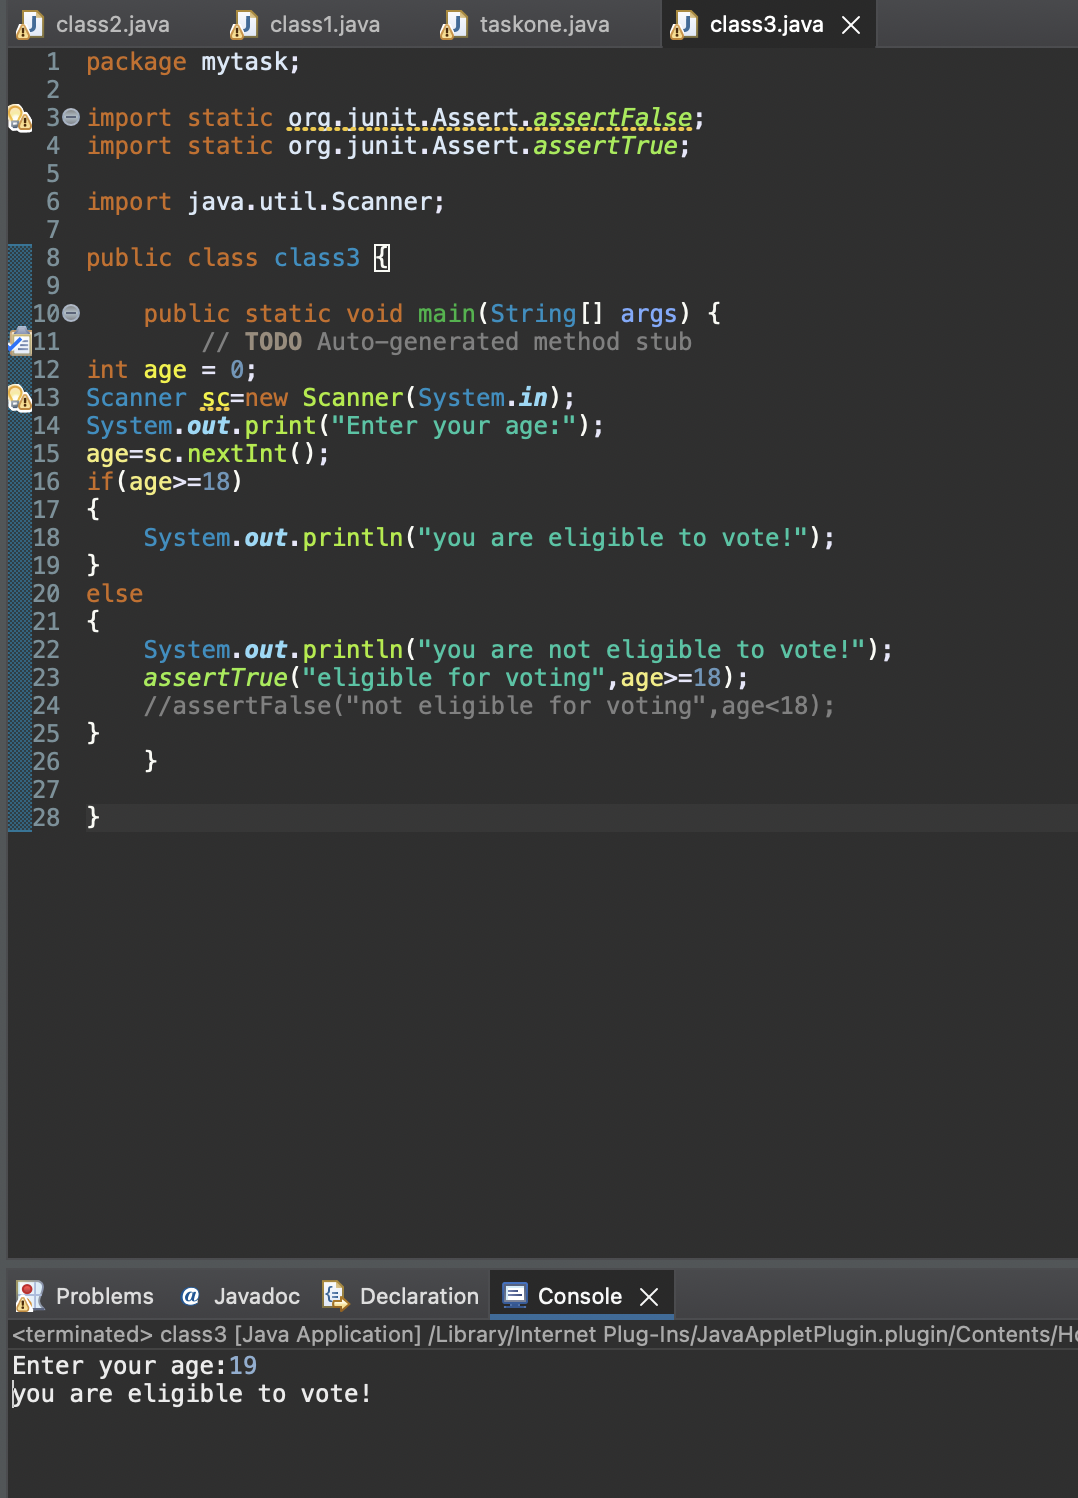 class2.java class1.java taskone.java class3.java
1 package mytask;
2
3 import static org.junit.Assert.assertFalse;
4 import static org.junit.Assert.assertTrue;
5
6 import java.util.Scanner;
7
8 public class class3 {
9
10 public static void main(String[] args) {
11 // TODO Auto-generated method stub
12 int age = 0;
13 Scanner sc=new Scanner(System.in);
14 System.out.print("Enter your age:");
15 age=sc.nextInt();
16 if(age>=18)
17 {
18 System.out.println("you are eligible to vote!");
19 }
20 else
21 {
22 System.out.println("you are not eligible to vote!");
23 assertTrue("eligible for voting",age>=18);
24 //assertFalse("not eligible for voting",age<18);
25 }
26 }
27
28 }
Problems @ Javadoc Declaration Console
<terminated> class3 [Java Application] /Library/Internet Plug-Ins/JavaAppletPlugin.plugin/Contents/Ho
Enter your age:19
you are eligible to vote!